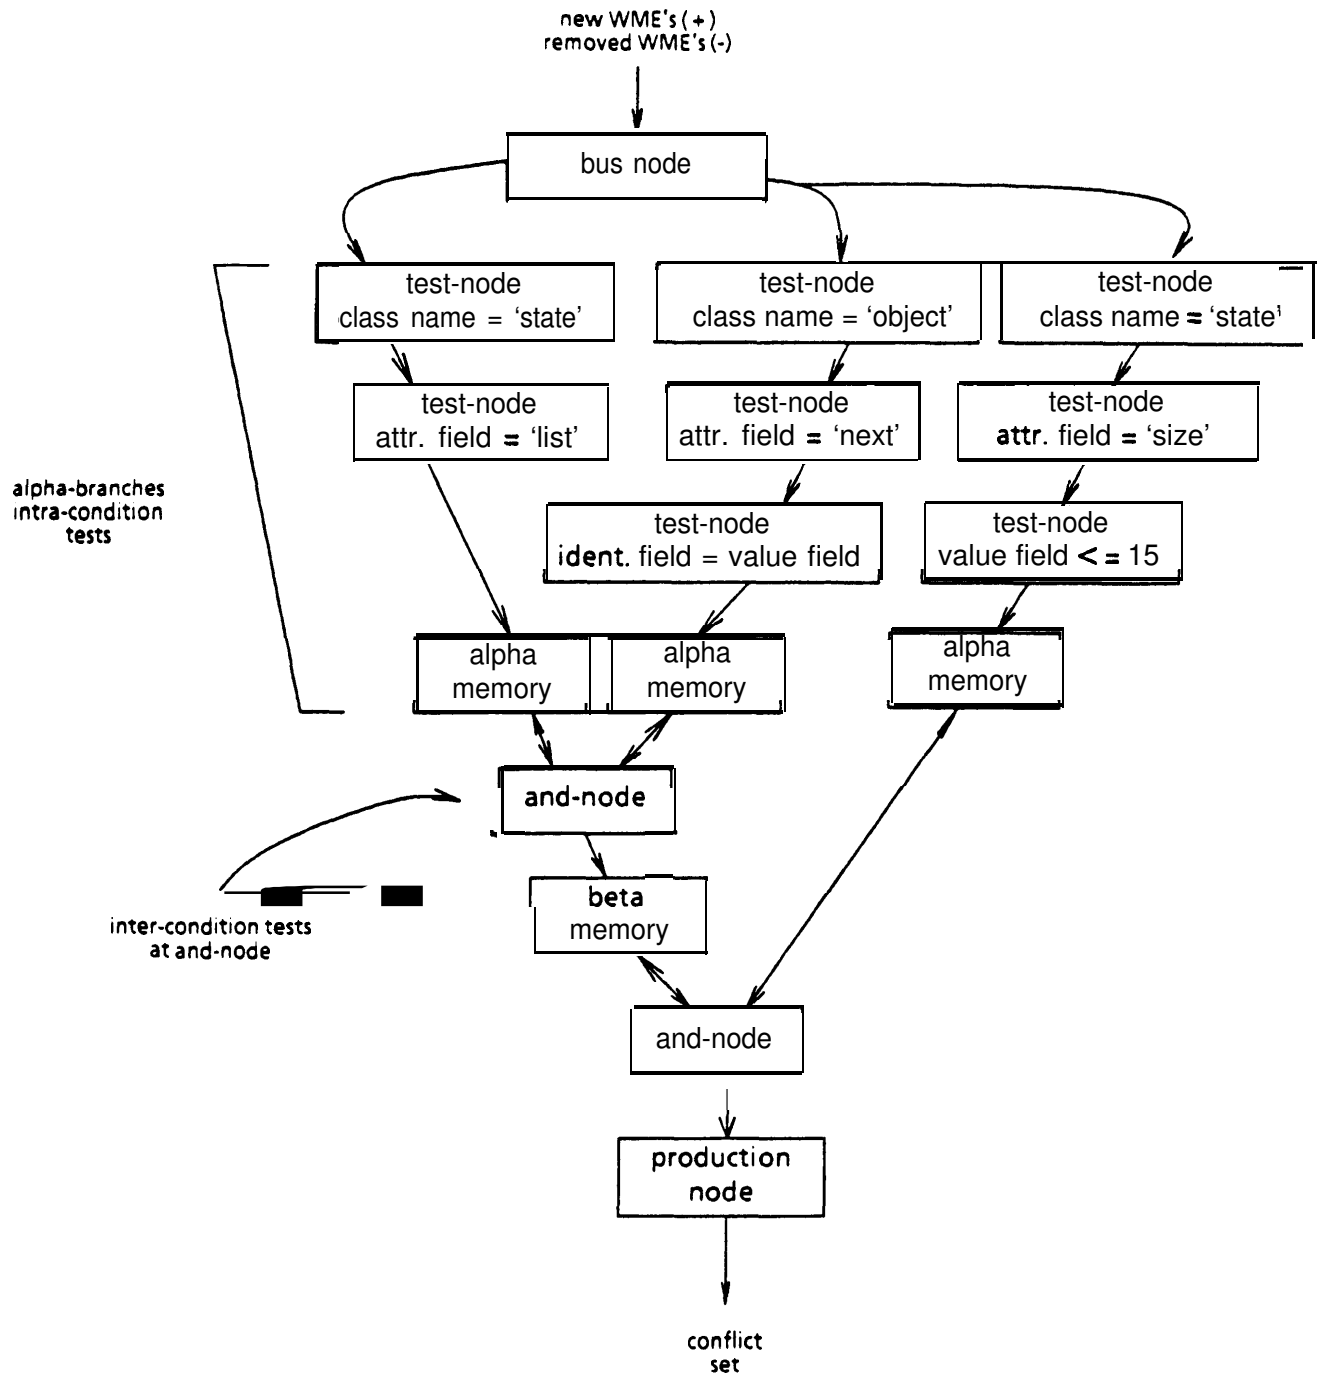 new WME's (+)
removed WME's (-)
bus node
test-node
class name = 'state'
test-node
class name = 'object'
test-node
class name = 'state'
test-node
attr. field = 'list'
test-node
attr. field = 'next'
test-node
attr. field = 'size'
alpha-branches
intra-condition
tests
test-node
ident. field = value field
test-node
value field <= 15
alpha
memory
alpha
memory
alpha
memory
and-node
beta
memory
inter-condition tests
at and-node
and-node
production
node
conflict
set